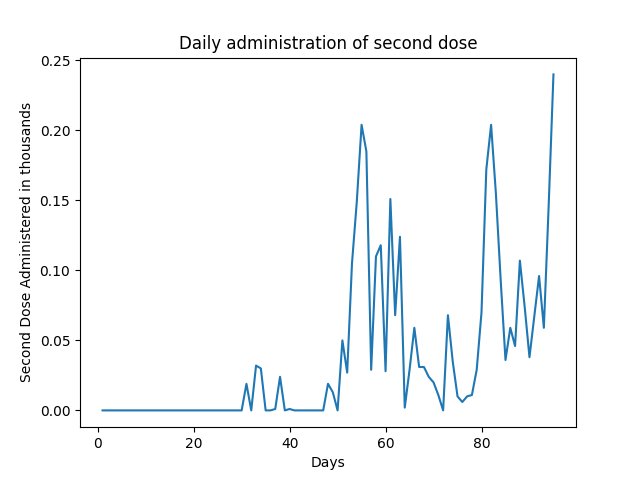 Daily administration of second dose
0.25
0.20
0.15
0.10
0.05
0.00
Second Dose Administered in thousands
0 20 40 60 80
Days